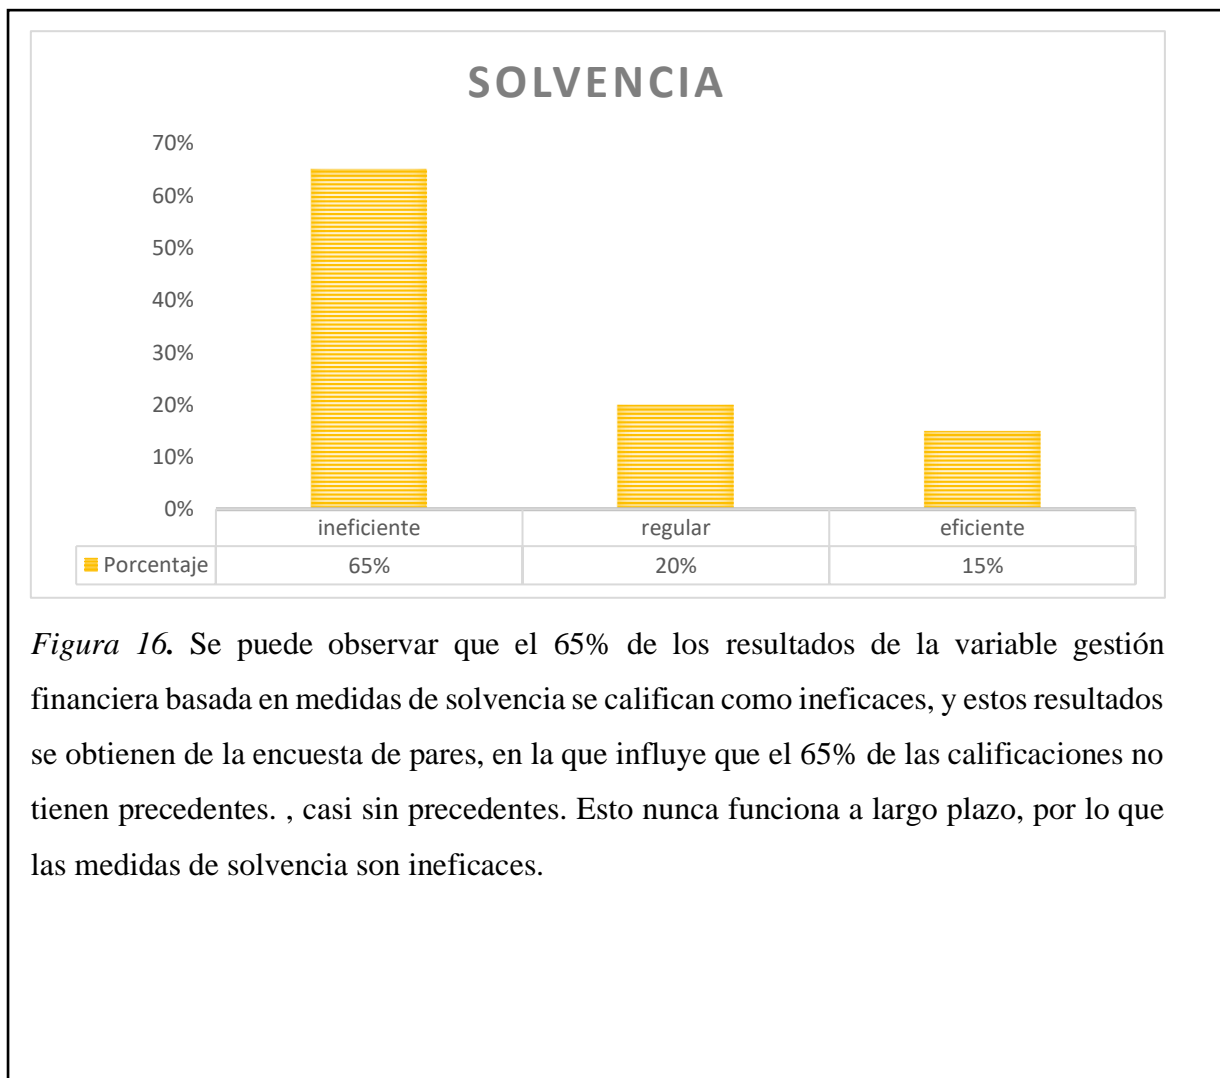 SOLVENCIA
70%
60%
50%
40%
30%
20%
10%
0%
ineficiente regular eficiente
Porcentaje 65% 20% 15%
Figura 16. Se puede observar que el 65% de los resultados de la variable gestión
financiera basada en medidas de solvencia se califican como ineficaces, y estos resultados
se obtienen de la encuesta de pares, en la que influye que el 65% de las calificaciones no
tienen precedentes. , casi sin precedentes. Esto nunca funciona a largo plazo, por lo que
las medidas de solvencia son ineficaces.